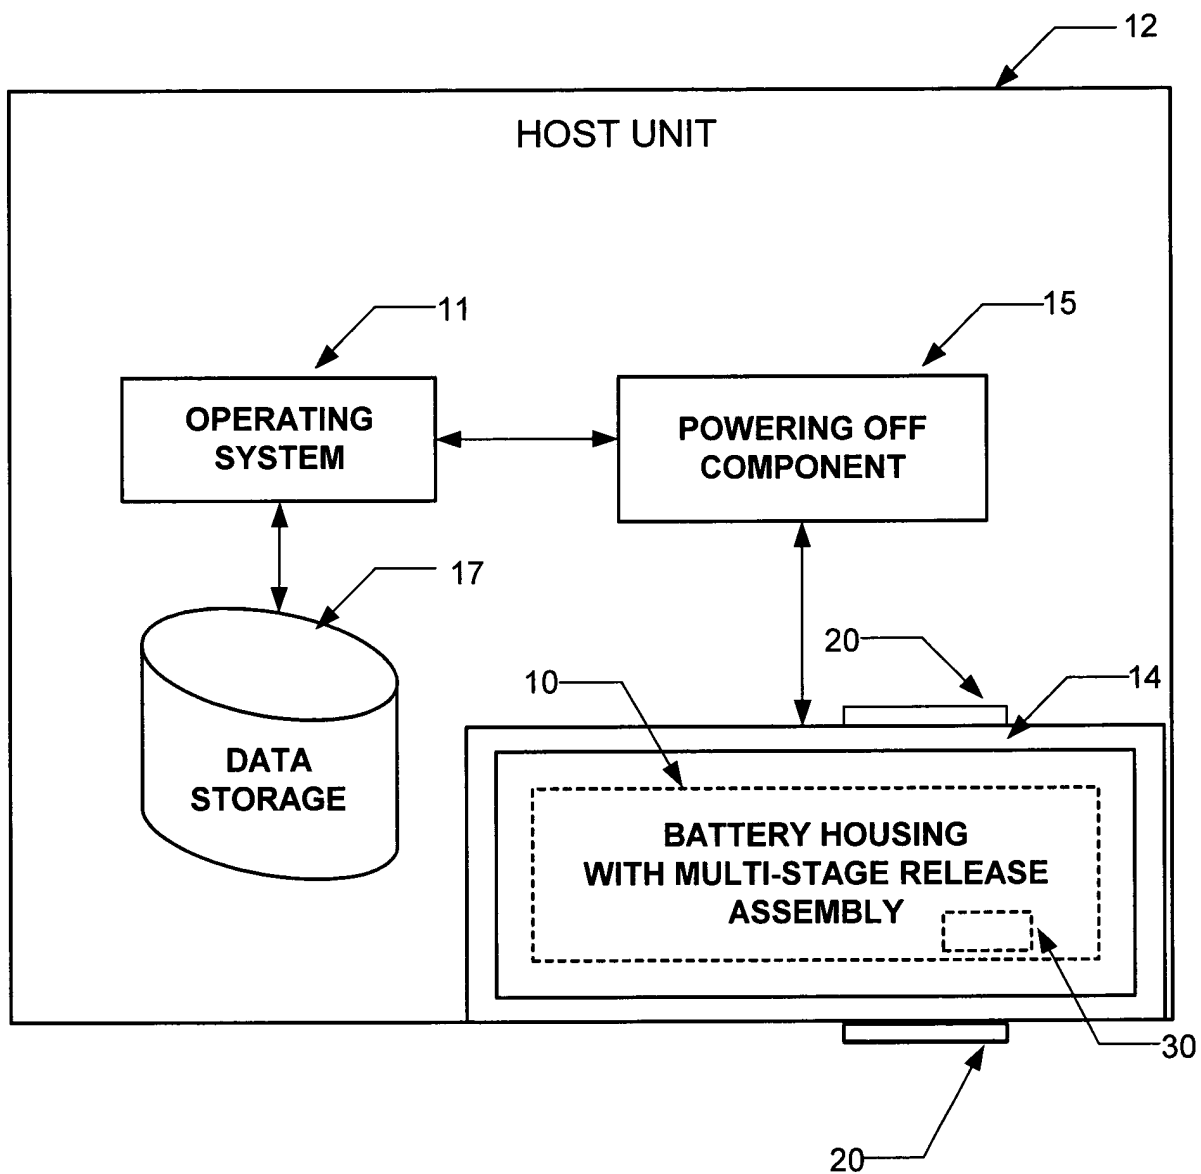 12
HOST UNIT
11
15
OPERATING
SYSTEM
POWERING OFF
COMPONENT
17
20
10
14
DATA
STORAGE
BATTERY HOUSING
WITH MULTI-STAGE RELEASE
ASSEMBLY
30
20